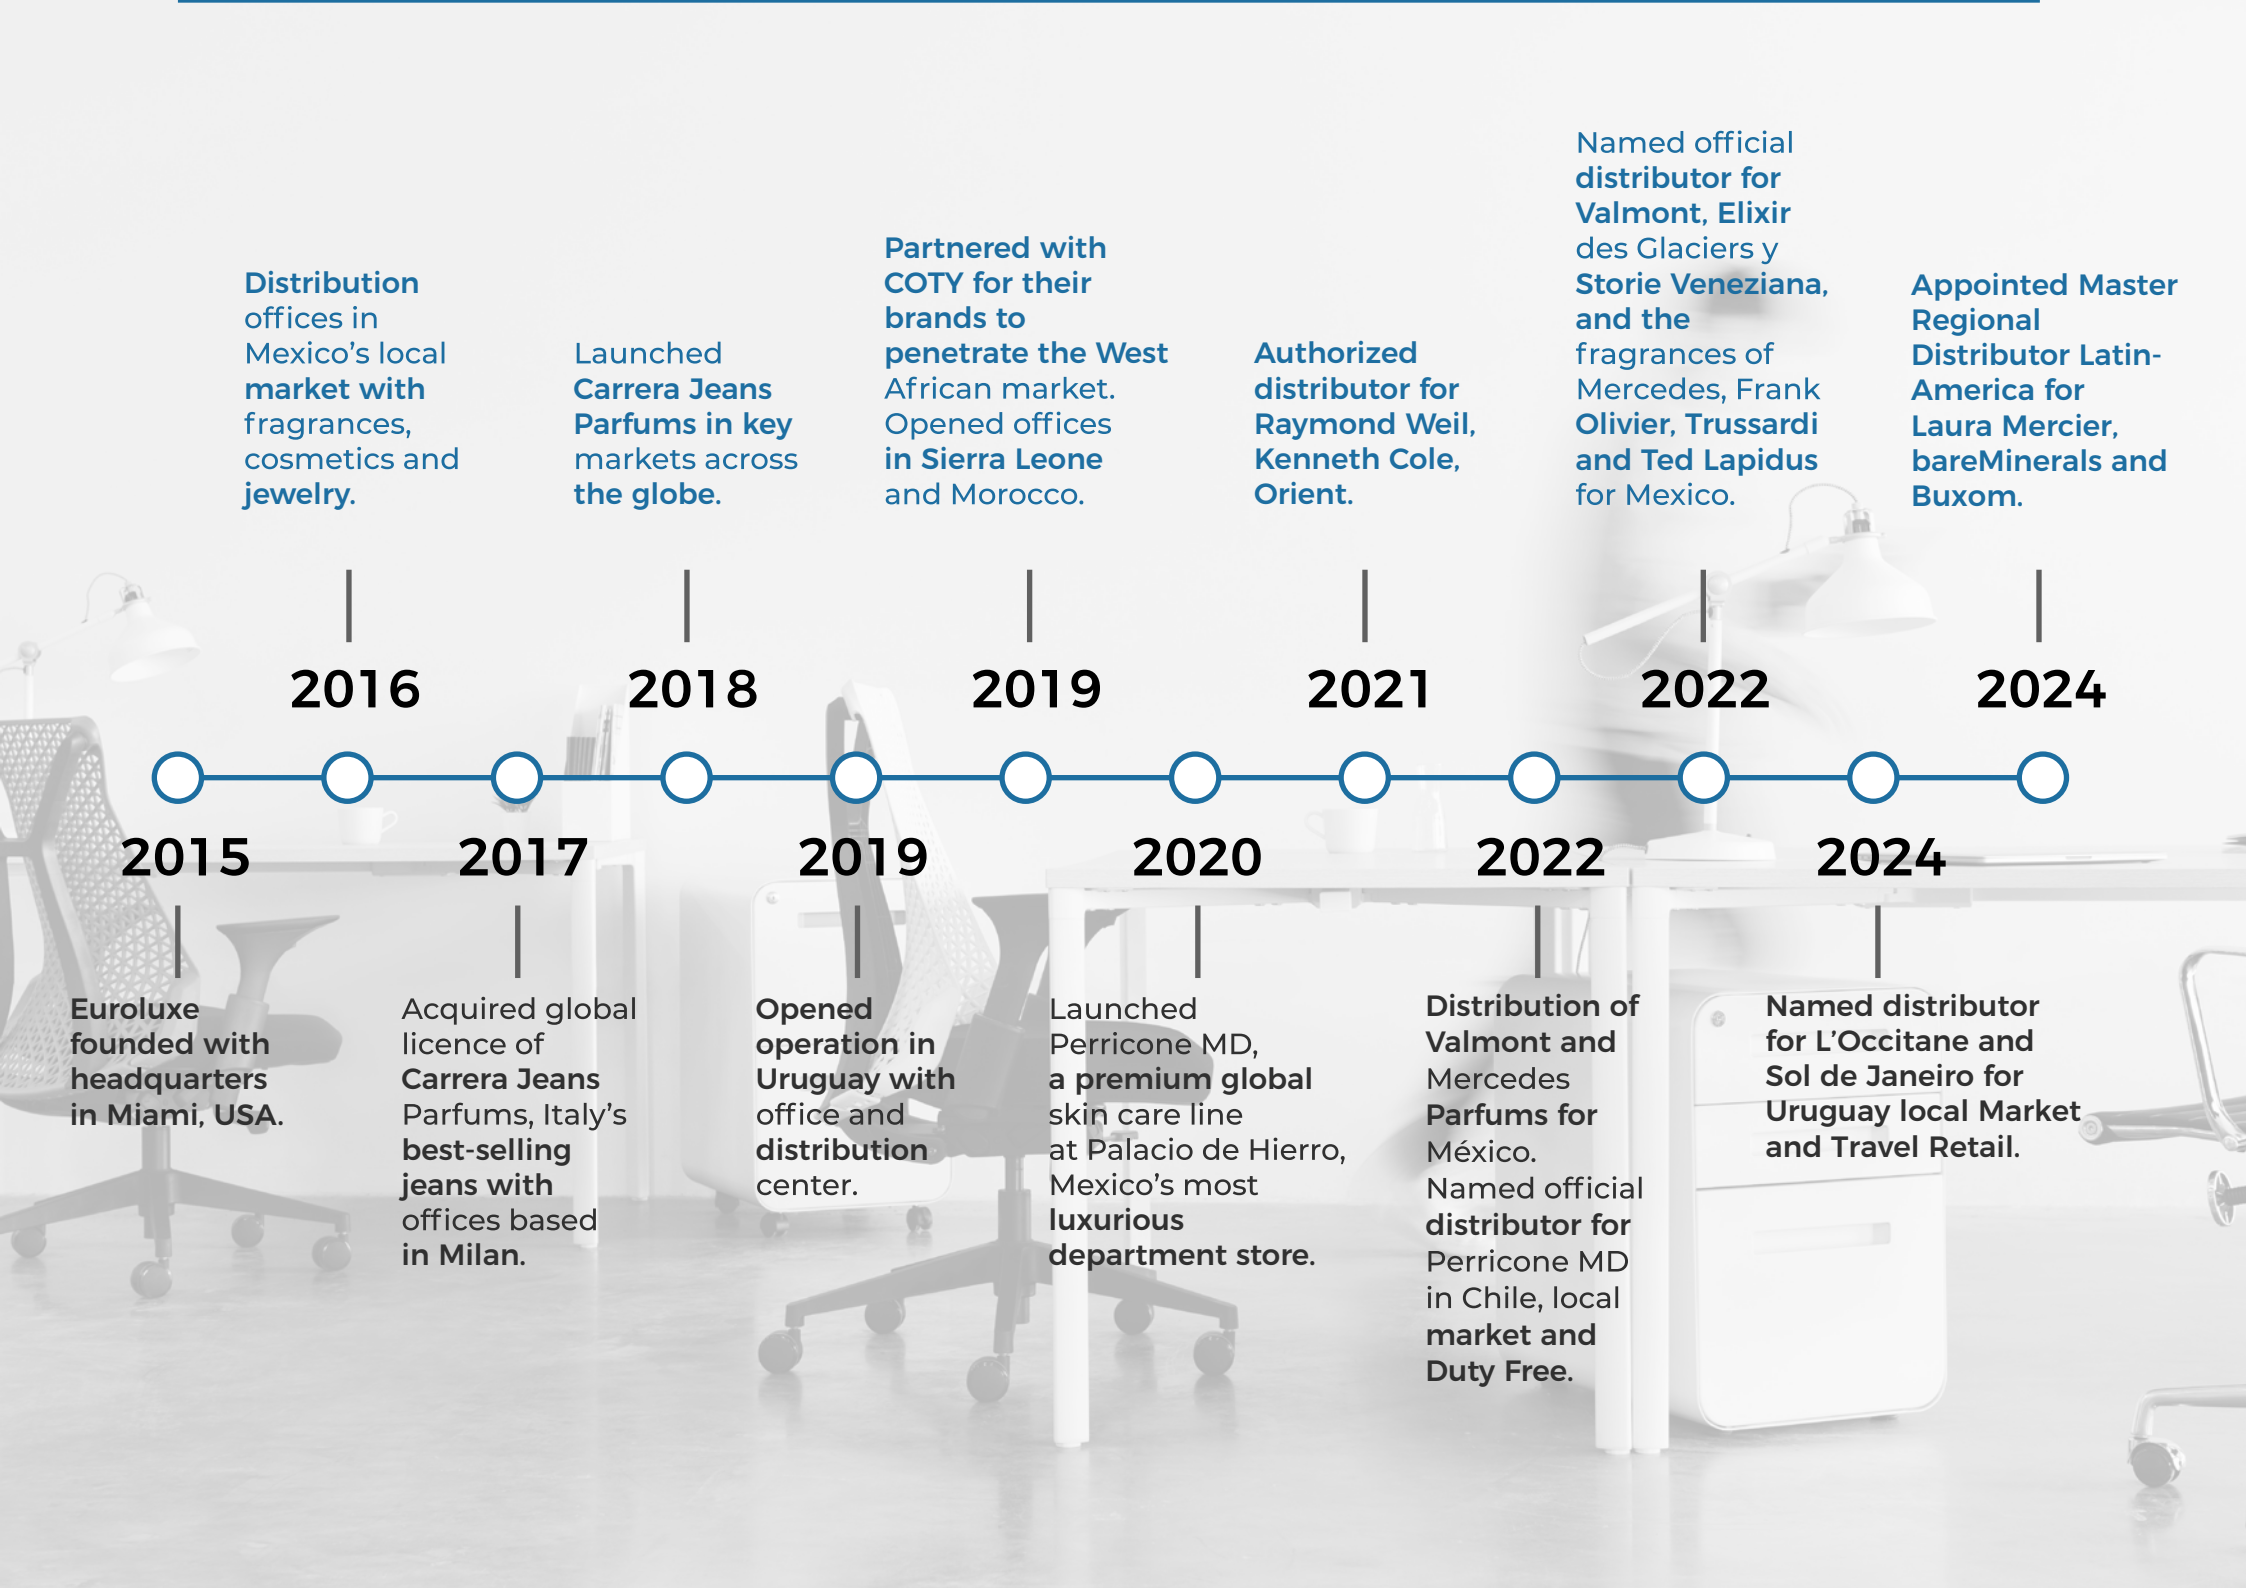 Distribution
offices in
Mexico's local
market with
fragrances,
cosmetics and
jewelry.
Launched
Carrera Jeans
Parfums in key
markets across
the globe.
Partnered with
COTY for their
brands to
penetrate the West
African market.
Opened offices
in Sierra Leone
and Morocco.
Authorized
distributor for
Raymond Weil,
Kenneth Cole,
Orient.
Named official
distributor for
Valmont, Elixir
des Glaciers y
Storie Veneziana,
and the
fragrances of
Mercedes, Frank
Olivier, Trussardi
and Ted Lapidus
for Mexico.
Appointed Master
Regional
Distributor Latin-
America for
Laura Mercier,
bareMinerals and
Buxom.
2016
2018
2019
2021
2022
2024
2015
2017
2019
2020
2022
2024
Euroluxe
founded with
headquarters
in Miami, USA.
Acquired global
licence of
Carrera Jeans
Parfums, Italy's
best-selling
jeans with
offices based
in Milan.
Opened
operation in
Uruguay with
office and
distribution
center.
Launched
Perricone MD,
a premium global
skin care line
at Palacio de Hierro,
Mexico's most
luxurious
department store.
Distribution of
Valmont and
Mercedes
Parfums for
México.
Named official
distributor for
Perricone MD
in Chile, local
market and
Duty Free.
Named distributor
for L'Occitane and
Sol de Janeiro for
Uruguay local Market
and Travel Retail.